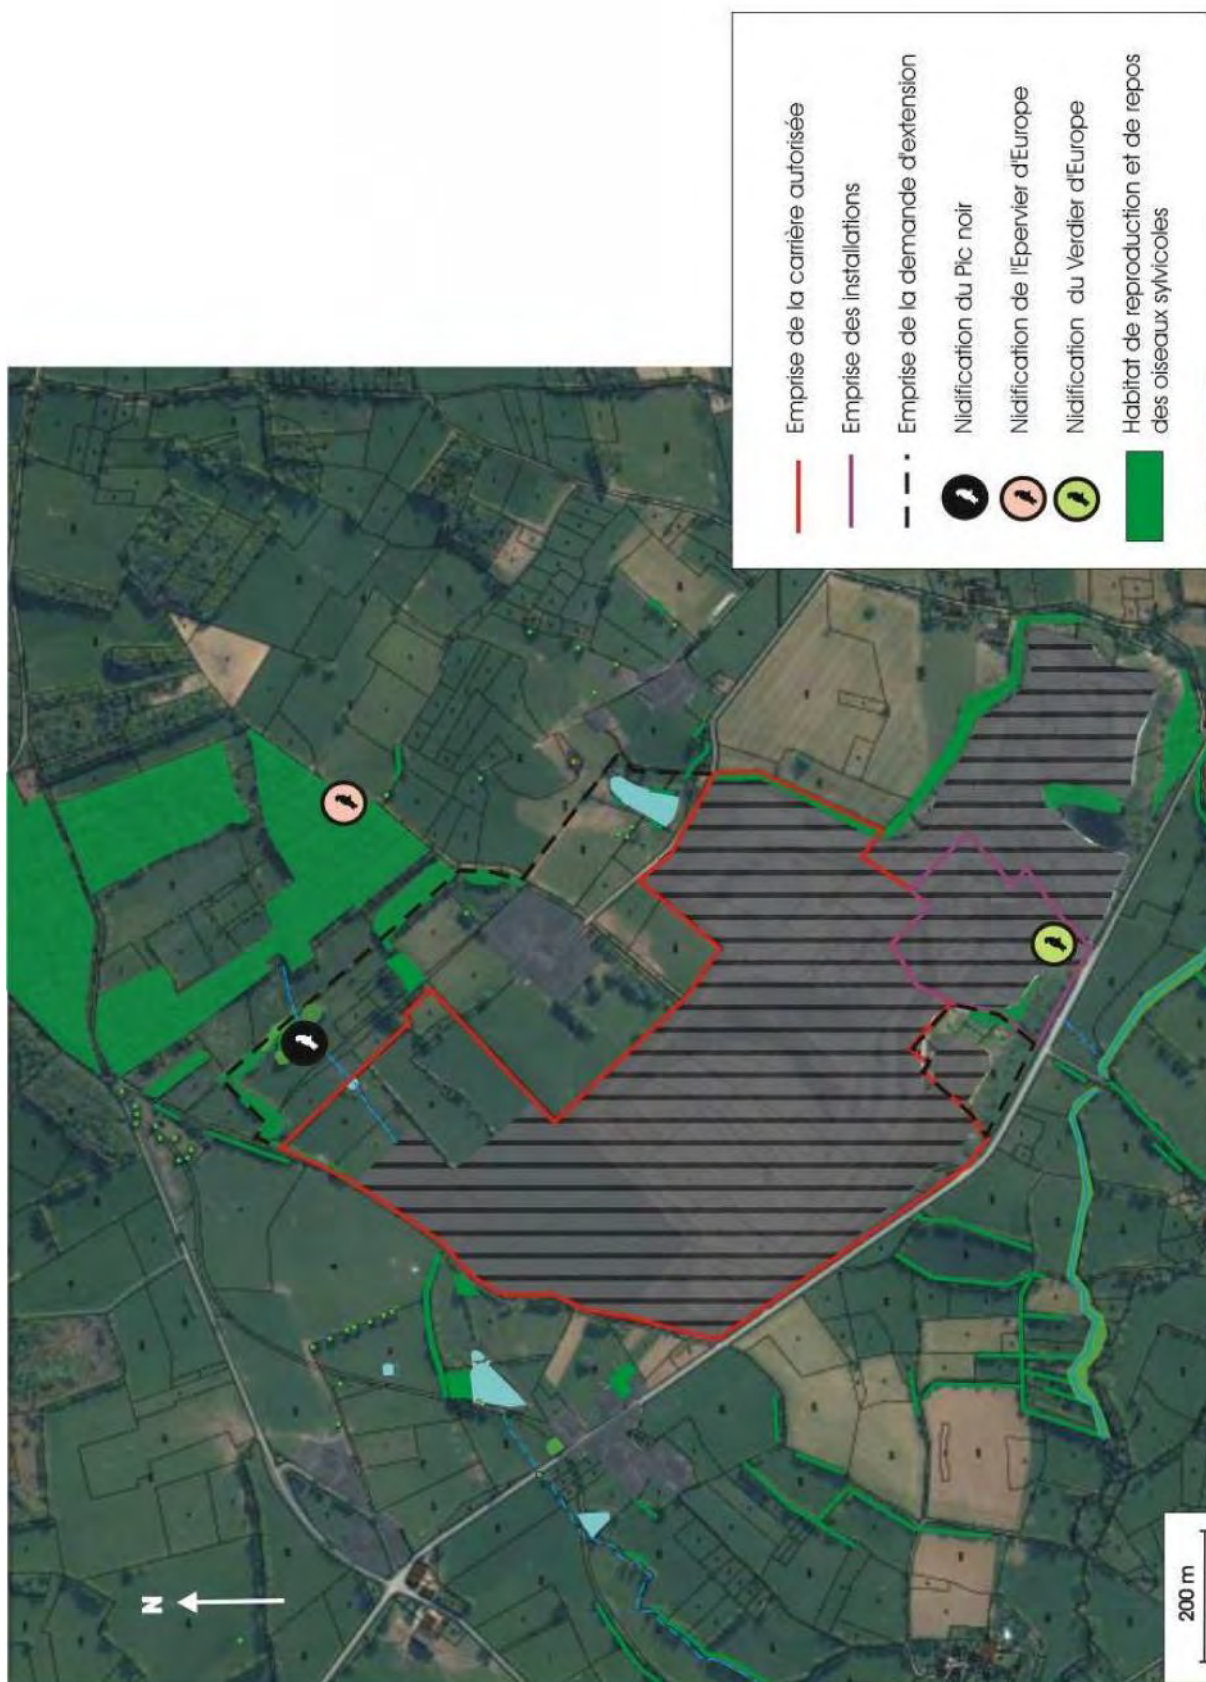 N
200 m
Emprise de la carrière autorisée
Emprise des installations
Emprise de la demande d'extension
Nidification du Pic noir
Nidification de l'Epervier d'Europe
Nidification du Verdier d'Europe
Habitat de reproduction et de repos
des oiseaux sylvicoles